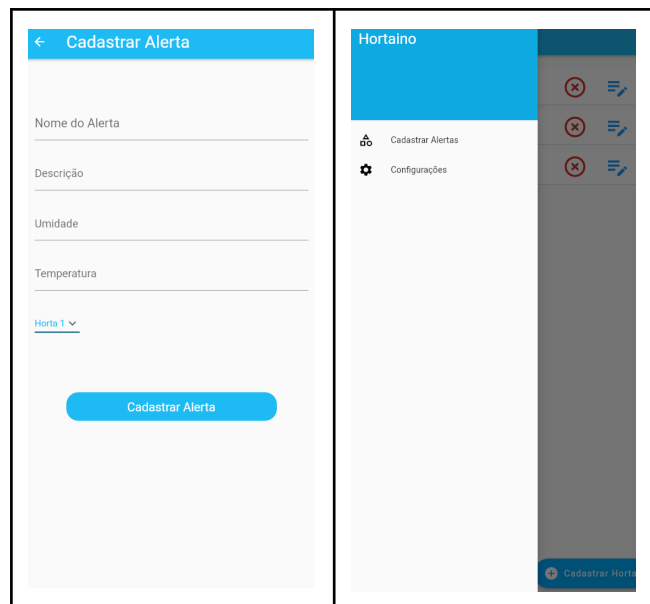 Cadastrar Alerta
Nome do Alerta
Descrição
Umidade
Temperatura
Horta 1
Cadastrar Alerta
Hortaino
Cadastrar Alertas
Configurações
Cadastrar Horta